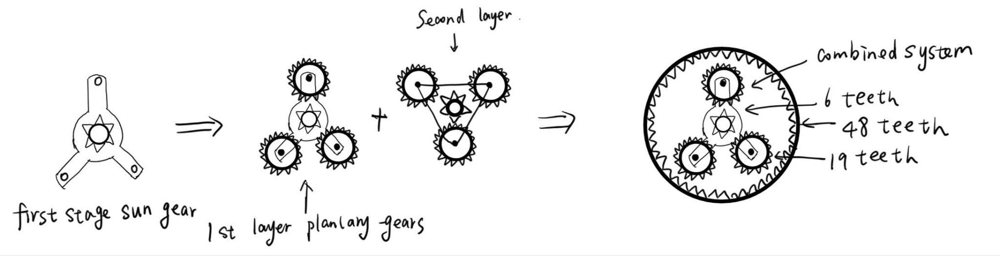 Second layer.
first stage sun gear
1st layer planlary gears
combined system
6 teeth
48 teeth
19 teeth